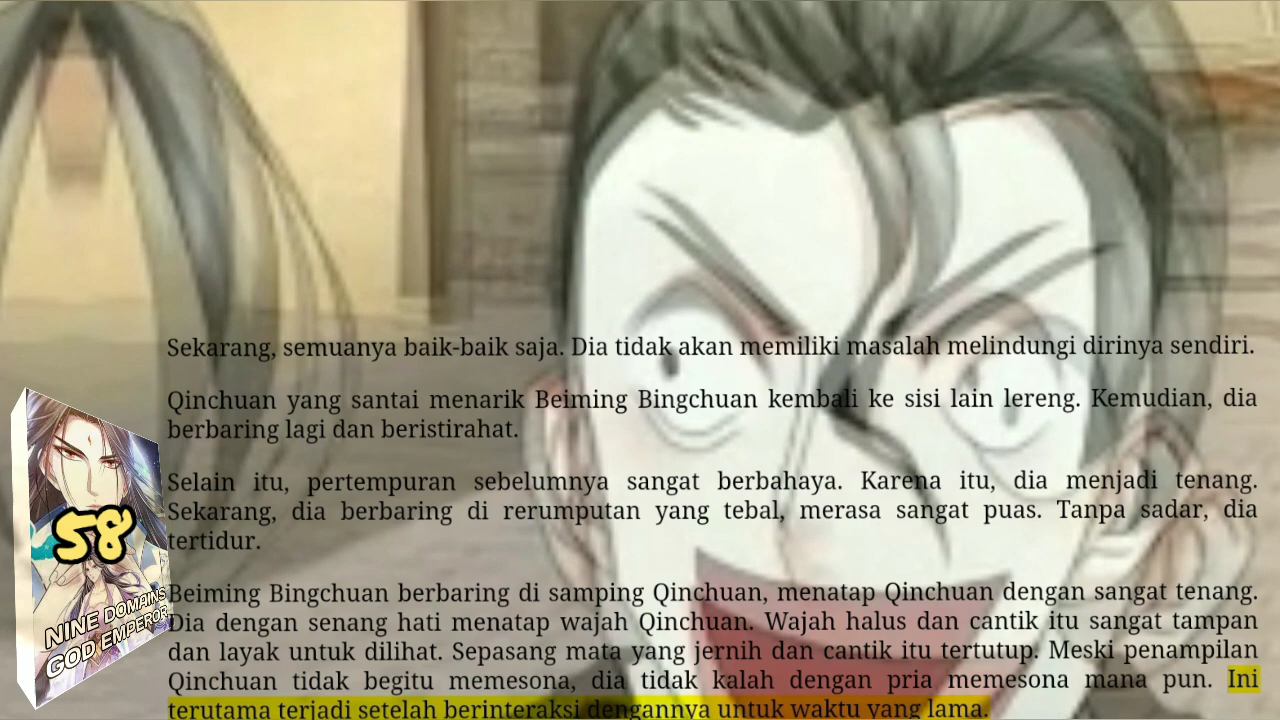 Sekarang, semuanya baik-baik saja. Dia tidak akan memiliki masalah melindungi dirinya sendiri.
Qinchuan yang santai menarik Beiming Bingchuan kembali ke sisi lain lereng. Kemudian, dia
berbaring lagi dan beristirahat.
Selain itu, pertempuran sebelumnya sangat berbahaya. Karena itu, dia menjadi tenang.
Sekarang, dia berbaring di rerumputan yang tebal, merasa sangat puas. Tanpa sadar, dia
tertidur.
Beiming Bingchuan berbaring di samping Qinchuan, menatap Qinchuan dengan sangat tenang.
Dia dengan senang hati menatap wajah Qinchuan. Wajah halus dan cantik itu sangat tampan
dan layak untuk dilihat. Sepasang mata yang jernih dan cantik itu tertutup. Meski penampilan
Qinchuan tidak begitu memesona, dia tidak kalah dengan pria memesona mana pun. Ini
terutama terjadi setelah berinteraksi dengannya untuk waktu yang lama.
58
NINE DOMAINS
GOD EMPEROR